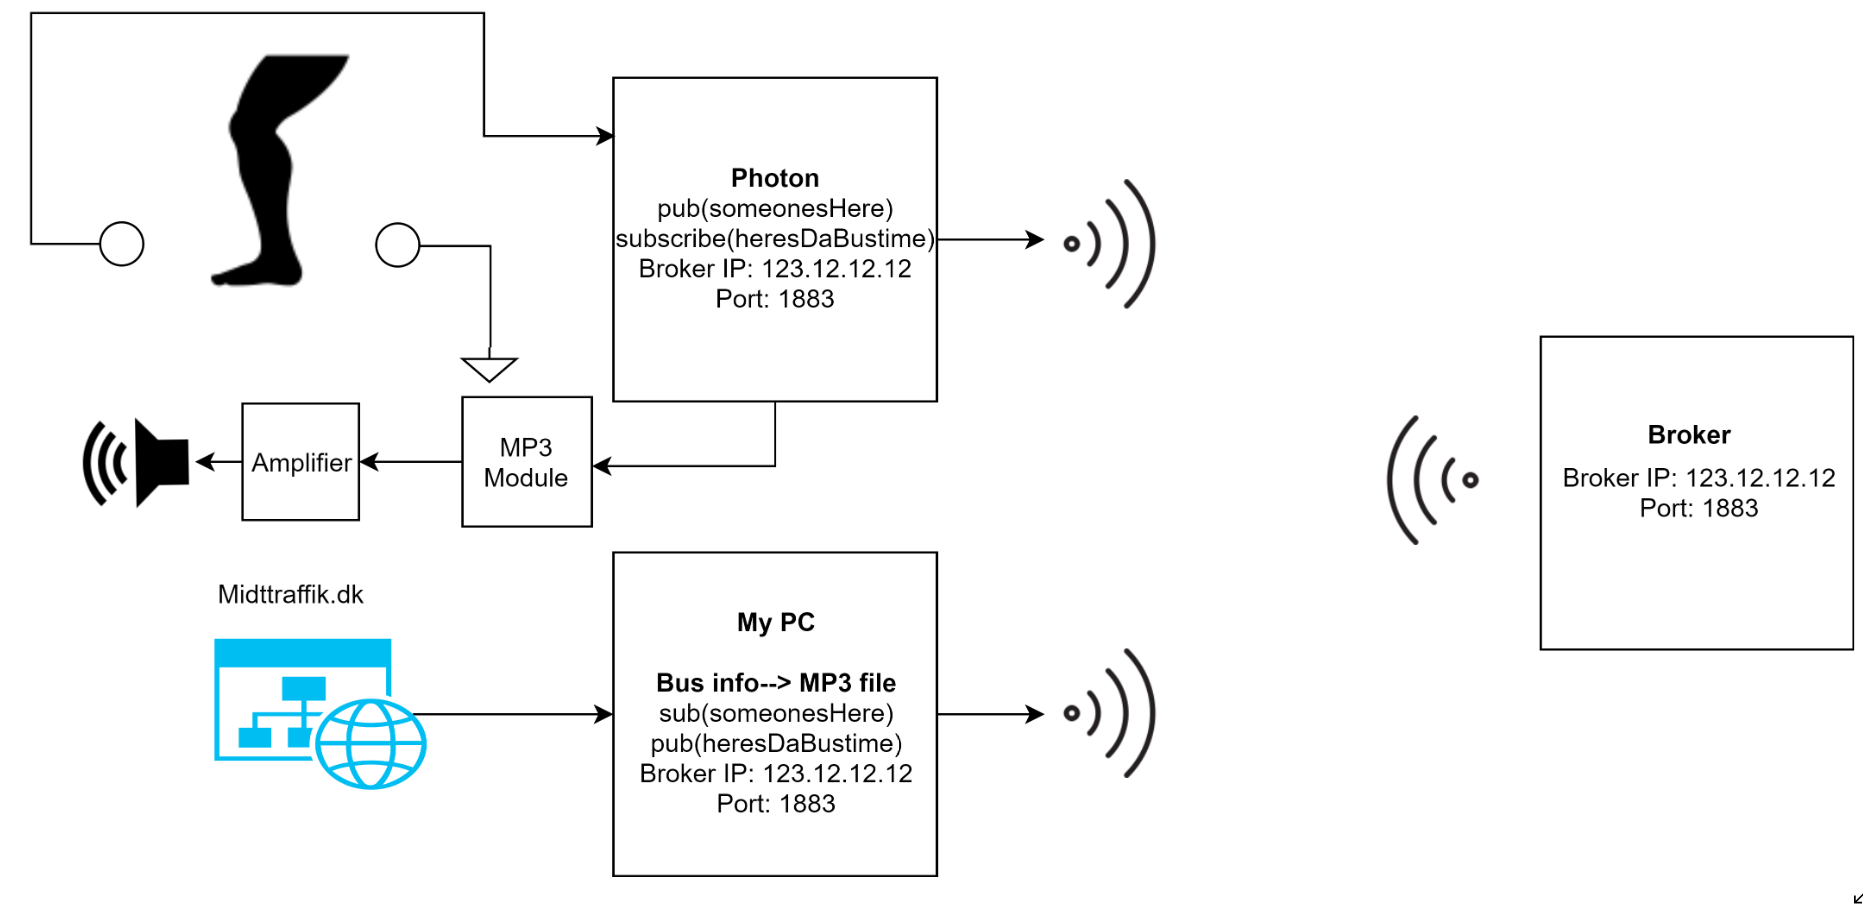 Photon
pub(someonesHere)
subscribe(heresDaBustime)
Broker IP: 123.12.12.12
Port: 1883
Amplifier
MP3
Module
Broker
Broker IP: 123.12.12.12
Port: 1883
Midttraffik.dk
My PC
Bus info--> MP3 file
sub(someonesHere)
pub(heresDaBustime)
Broker IP: 123.12.12.12
Port: 1883